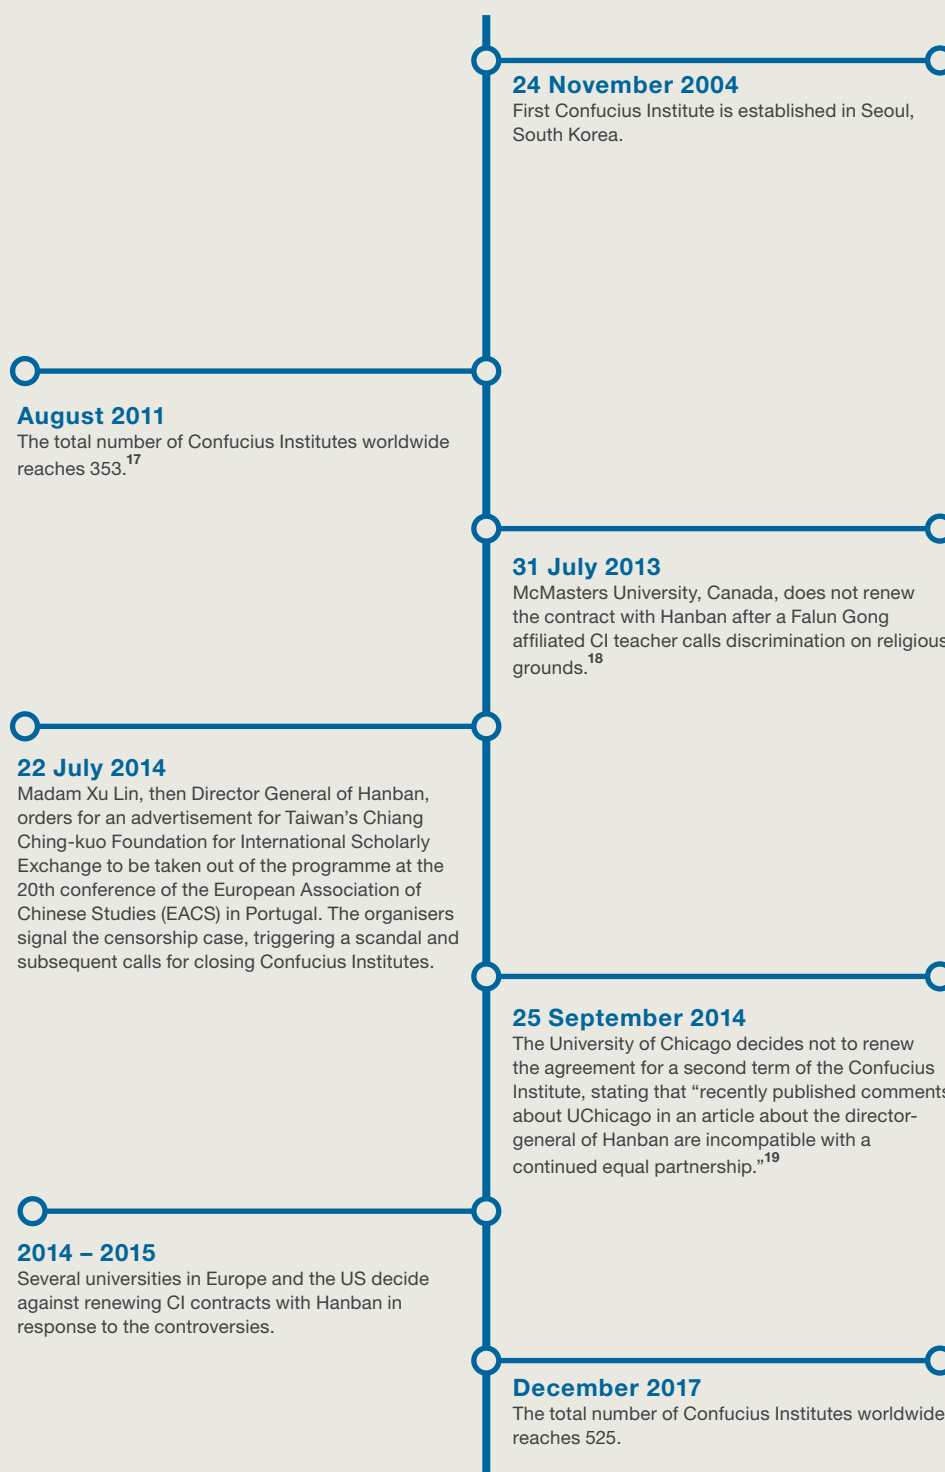 24 November 2004
First Confucius Institute is established in Seoul,
South Korea.
August 2011
The total number of Confucius Institutes worldwide
reaches 353.17
31 July 2013
McMasters University, Canada, does not renew
the contract with Hanban after a Falun Gong
affiliated CI teacher calls discrimination on religious
grounds.18
22 July 2014
Madam Xu Lin, then Director General of Hanban,
orders for an advertisement for Taiwan’s Chiang
Ching-kuo Foundation for International Scholarly
Exchange to be taken out of the programme at the
20th conference of the European Association of
Chinese Studies (EACS) in Portugal. The organisers
signal the censorship case, triggering a scandal and
subsequent calls for closing Confucius Institutes.
25 September 2014
The University of Chicago decides not to renew
the agreement for a second term of the Confucius
Institute, stating that “recently published comments
about UChicago in an article about the director-
general of Hanban are incompatible with a
continued equal partnership.”19
2014 – 2015
Several universities in Europe and the US decide
against renewing CI contracts with Hanban in
response to the controversies.
December 2017
The total number of Confucius Institutes worldwide
reaches 525.